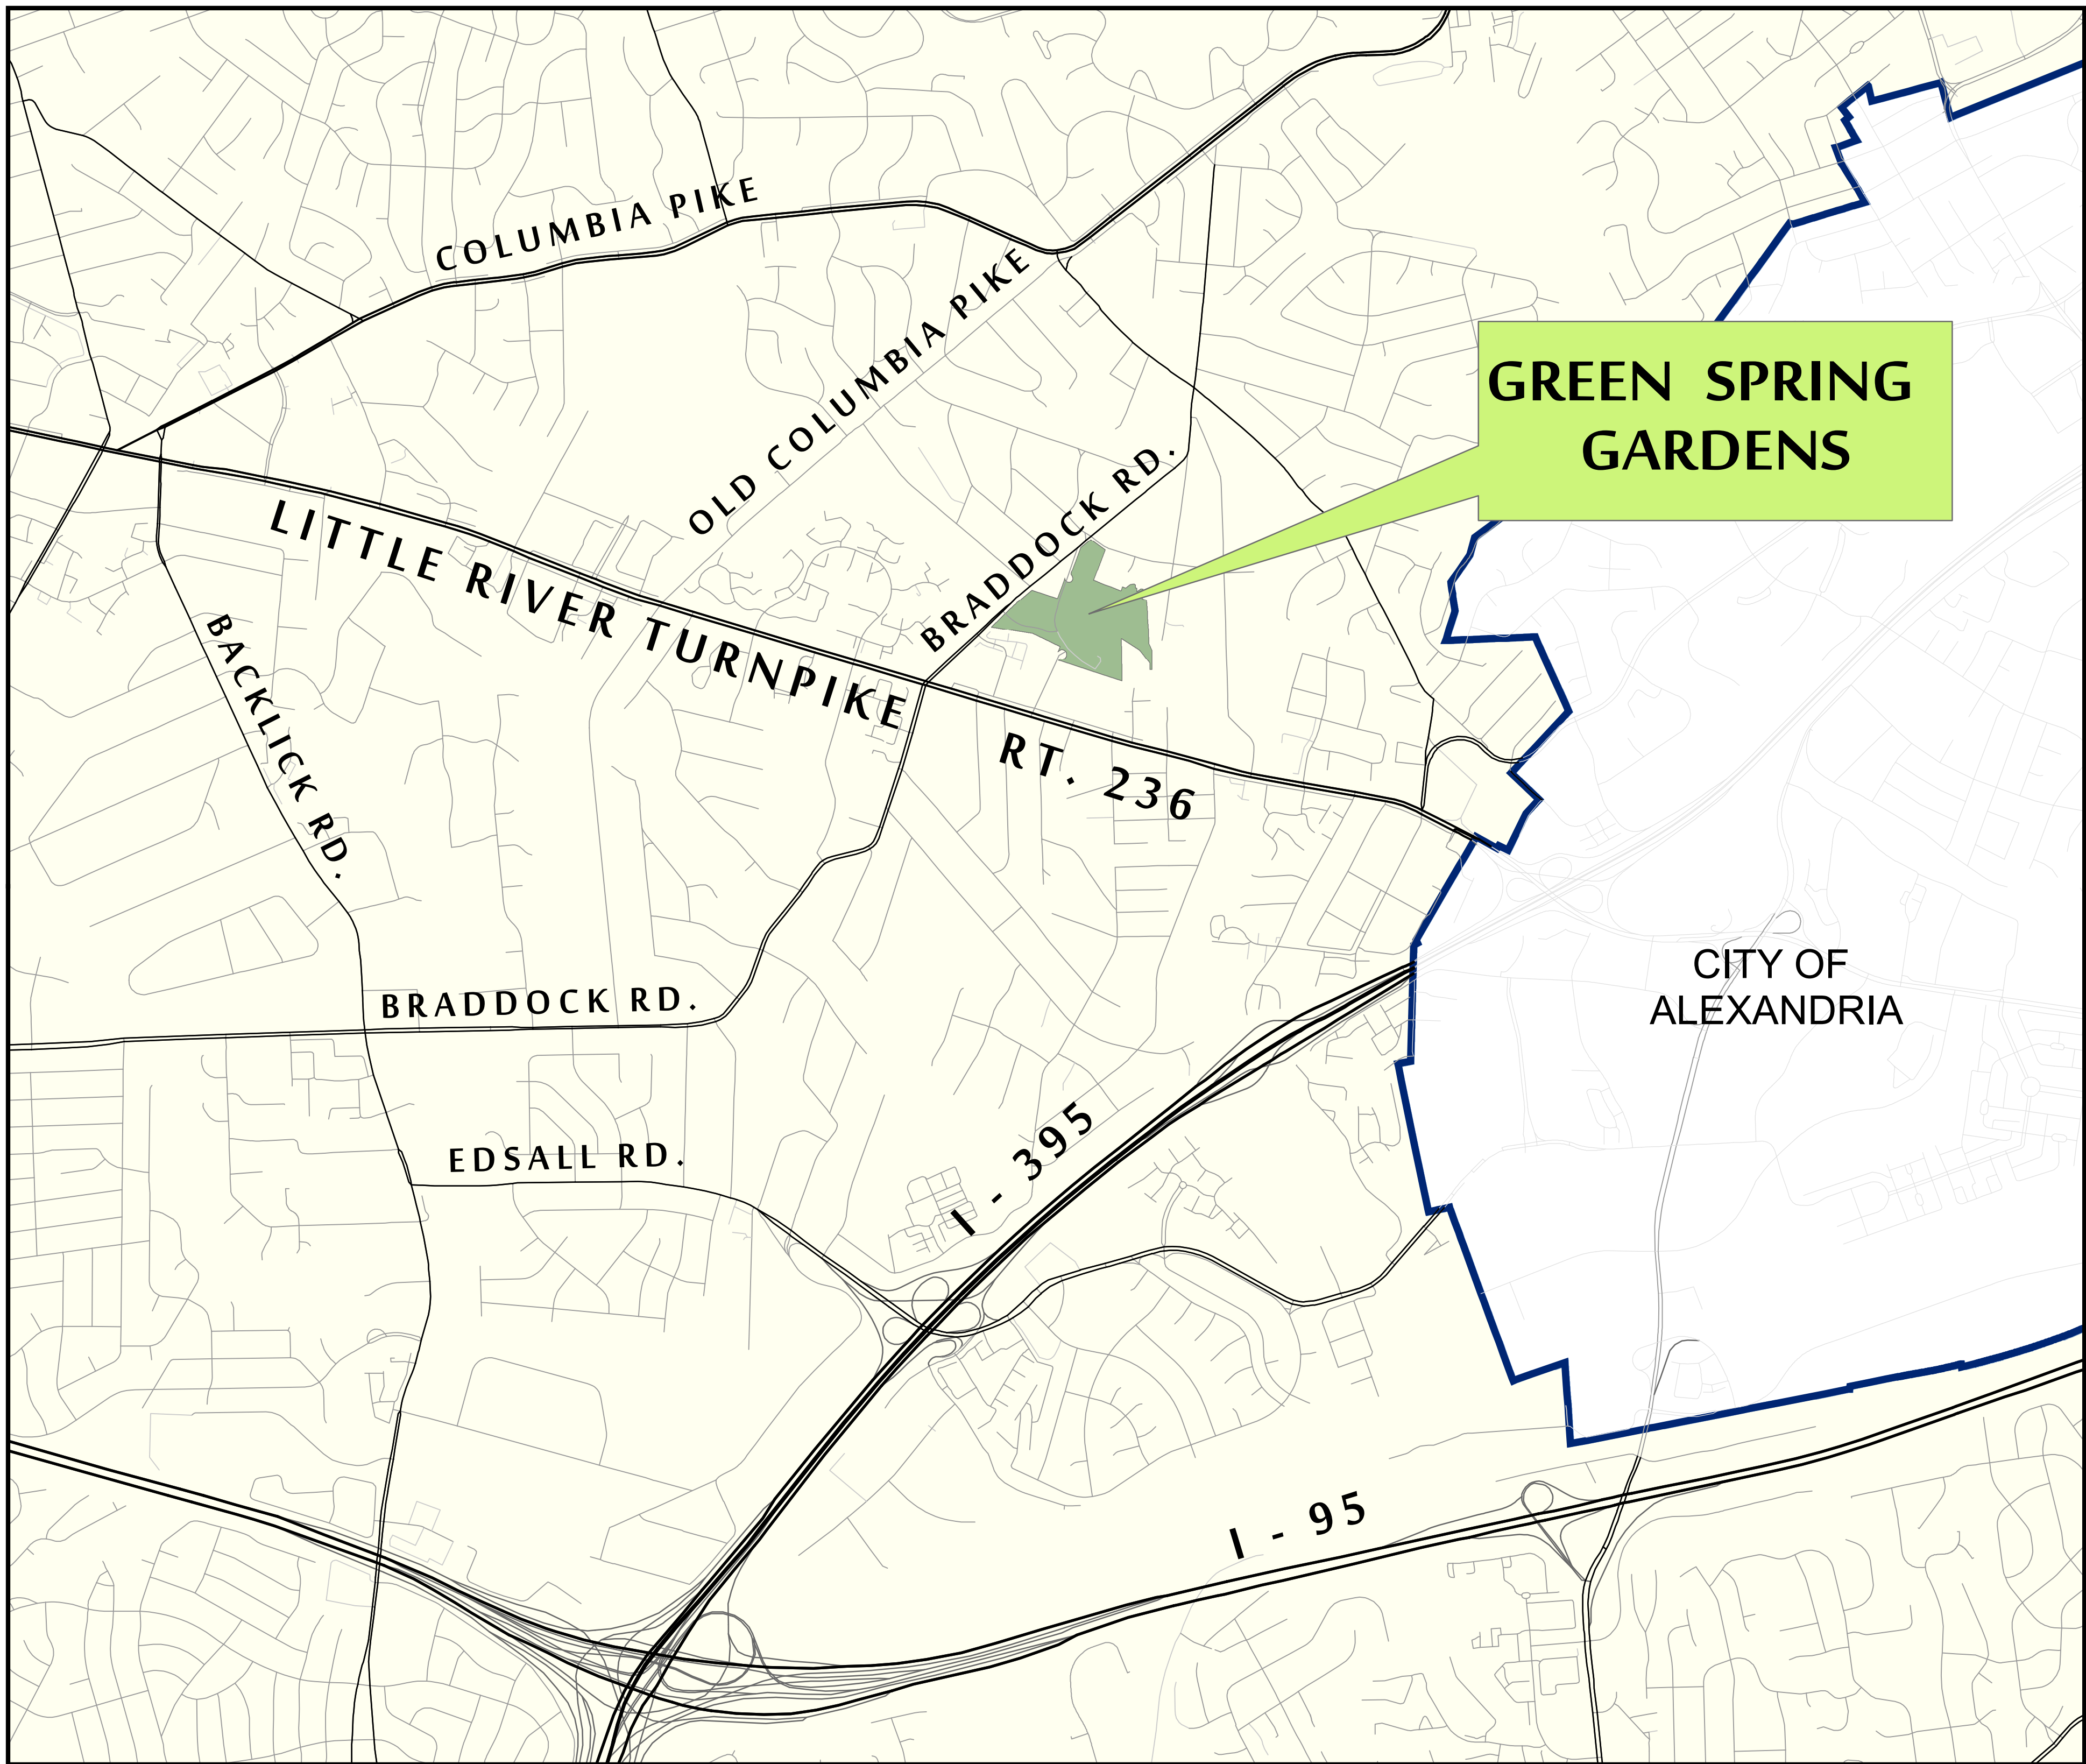 COLUMBIA PIKE
OLD COLUMBIA PIKE
GREEN SPRING
GARDENS
LITTLE RIVER TURNPIKE
BRADDOCK RD.
BACKLICK RD.
RT. 236
CITY OF
ALEXANDRIA
BRADDOCK RD.
EDSALL RD.
I - 395
I - 95